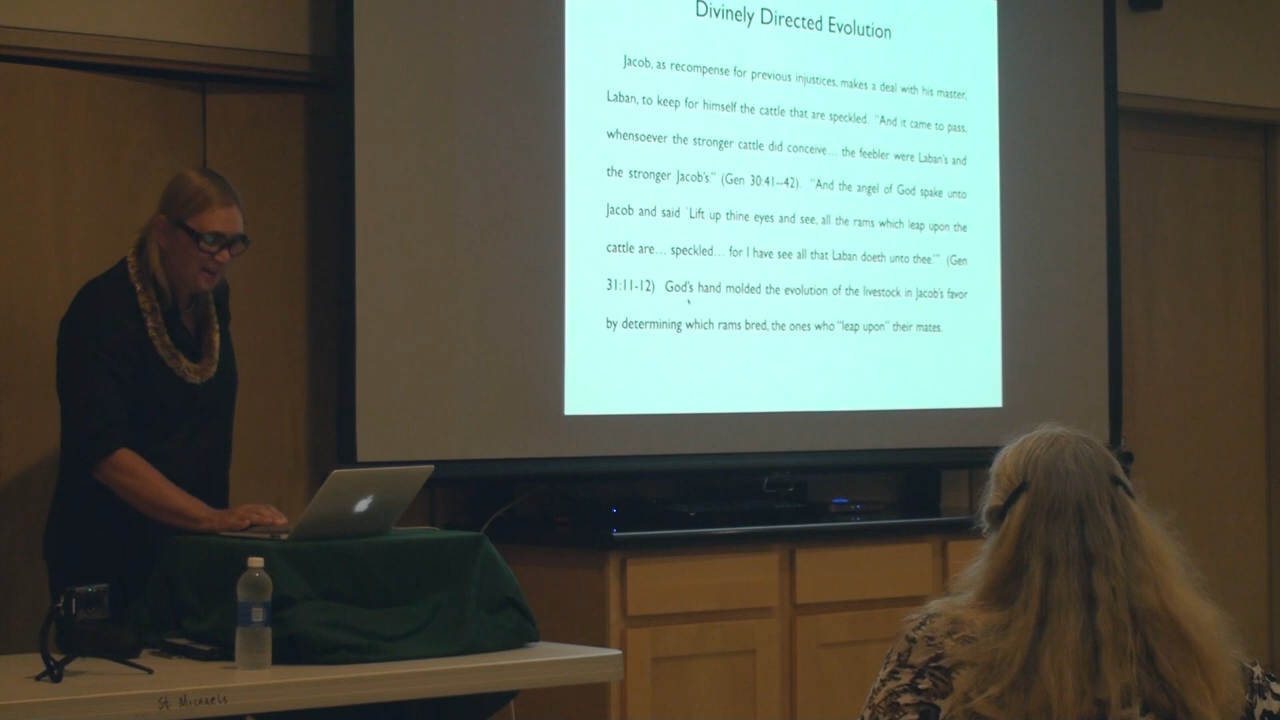 Divinely Directed Evolution
Jacob, as recompense for previous injustices, makes a deal with his master,
Laban, to keep for himself the cattle that are speckled. "And it came to pass,
whensoever the stronger cattle did conceive... the feebler were Laban's and
the stronger Jacob's." (Gen 30:41-42). "And the angel of God spake unto
Jacob and said 'Lift up thine eyes and see, all the rams which leap upon the
cattle are... speckled... for I have see all that Laban doeth unto thee.'" (Gen
31:11-12) God's hand molded the evolution of the livestock in Jacob's favor
by determining which rams bred, the ones who "leap upon" their mates.
St. Michaels